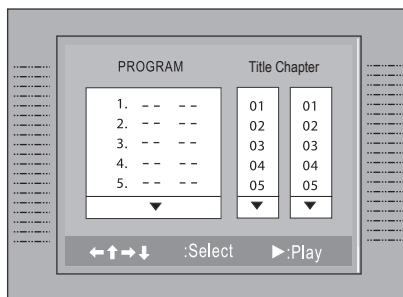 PROGRAM Title Chapter
1. -- -- 01 01
2. -- -- 02 02
3. -- -- 03 03
4. -- -- 04 04
5. -- -- 05 05
▼ ▼ ▼
←↑→↓ :Select ▶:Play